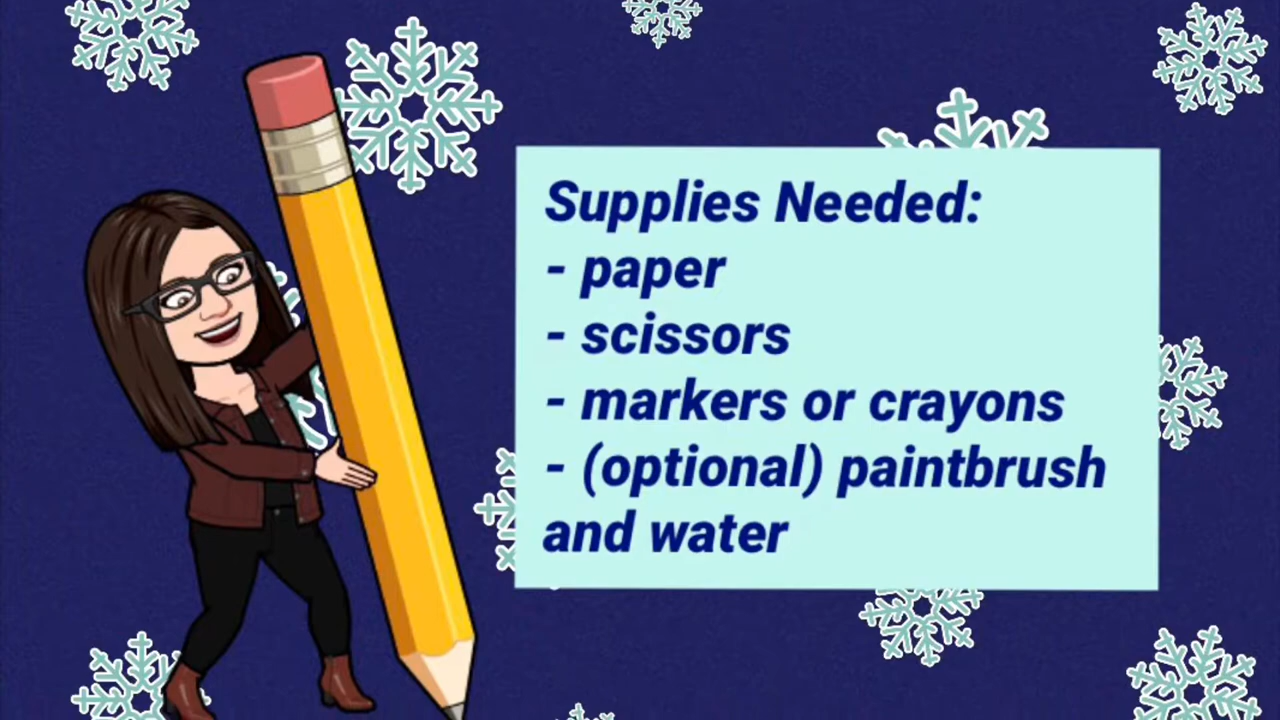 Supplies Needed:
- paper
- scissors
- markers or crayons
- (optional) paintbrush
and water